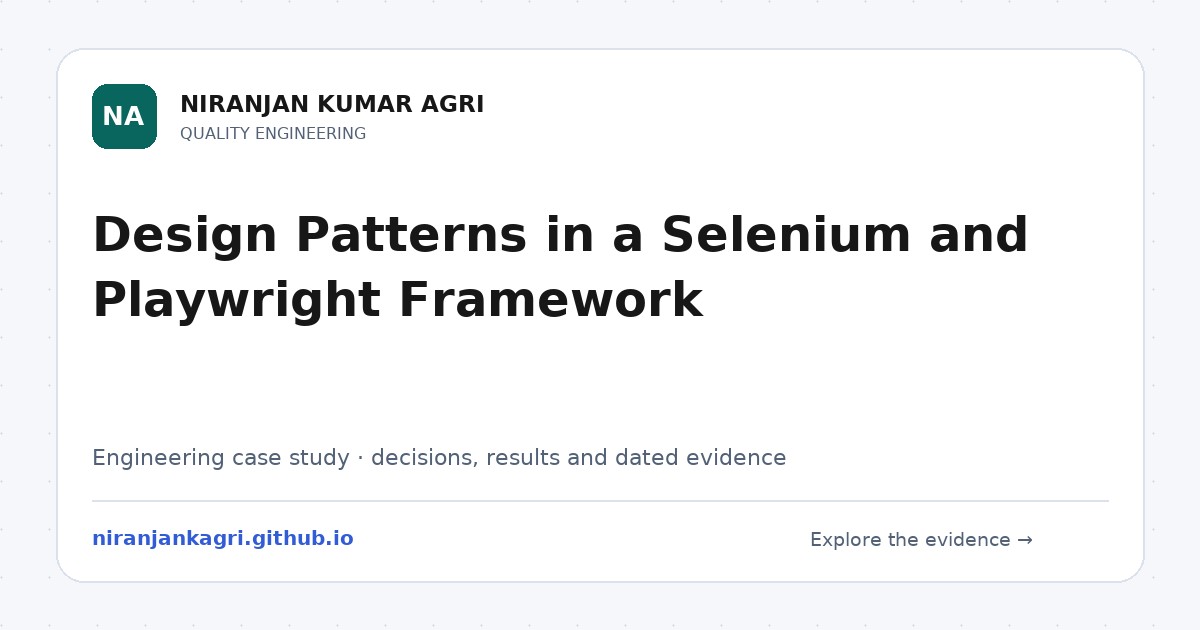 NA
NIRANJAN KUMAR AGRI
QUALITY ENGINEERING
Design Patterns in a Selenium and
Playwright Framework
Engineering case study · decisions, results and dated evidence
niranjankagri.github.io
Explore the evidence →